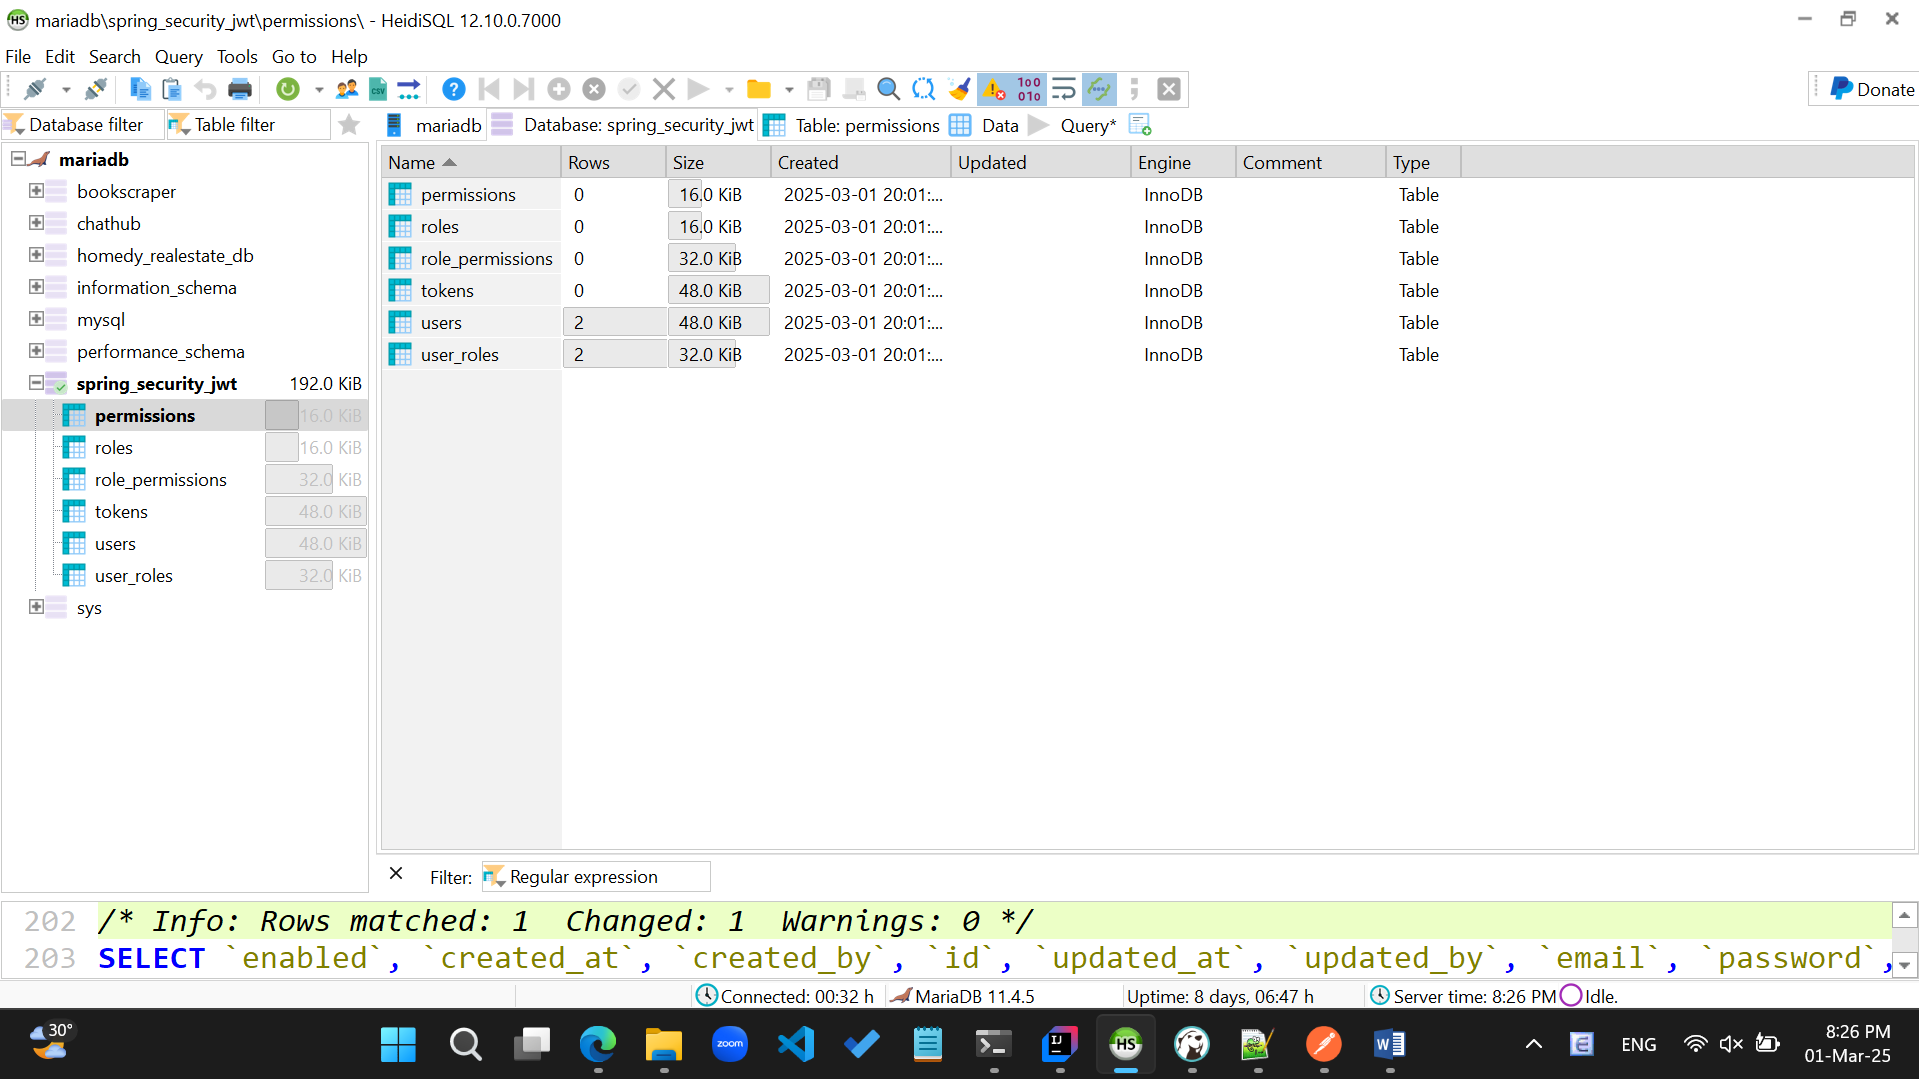 mariadb\spring_security_jwt\permissions\ - HeidiSQL 12.10.0.7000
File Edit Search Query Tools Go to Help
Donate
Database filter Table filter
mariadb Database: spring_security_jwt Table: permissions Data Query*
mariadb
bookscraper
chathub
homedy_realestate_db
information_schema
mysql
performance_schema
spring_security_jwt 192.0 KiB
permissions 16.0 KiB
roles 16.0 KiB
role_permissions 32.0 KiB
tokens 48.0 KiB
users 48.0 KiB
user_roles 32.0 KiB
sys
Name Rows Size Created Updated Engine Comment Type
permissions 0 16.0 KiB 2025-03-01 20:01:... InnoDB Table
roles 0 16.0 KiB 2025-03-01 20:01:... InnoDB Table
role_permissions 0 32.0 KiB 2025-03-01 20:01:... InnoDB Table
tokens 0 48.0 KiB 2025-03-01 20:01:... InnoDB Table
users 2 48.0 KiB 2025-03-01 20:01:... InnoDB Table
user_roles 2 32.0 KiB 2025-03-01 20:01:... InnoDB Table
Filter: Regular expression
202 /* Info: Rows matched: 1  Changed: 1  Warnings: 0 */
203 SELECT `enabled`, `created_at`, `created_by`, `id`, `updated_at`, `updated_by`, `email`, `password`,
Connected: 00:32 h MariaDB 11.4.5 Uptime: 8 days, 06:47 h Server time: 8:26 PM Idle.
30°
zoom
HS
ENG
8:26 PM
01-Mar-25